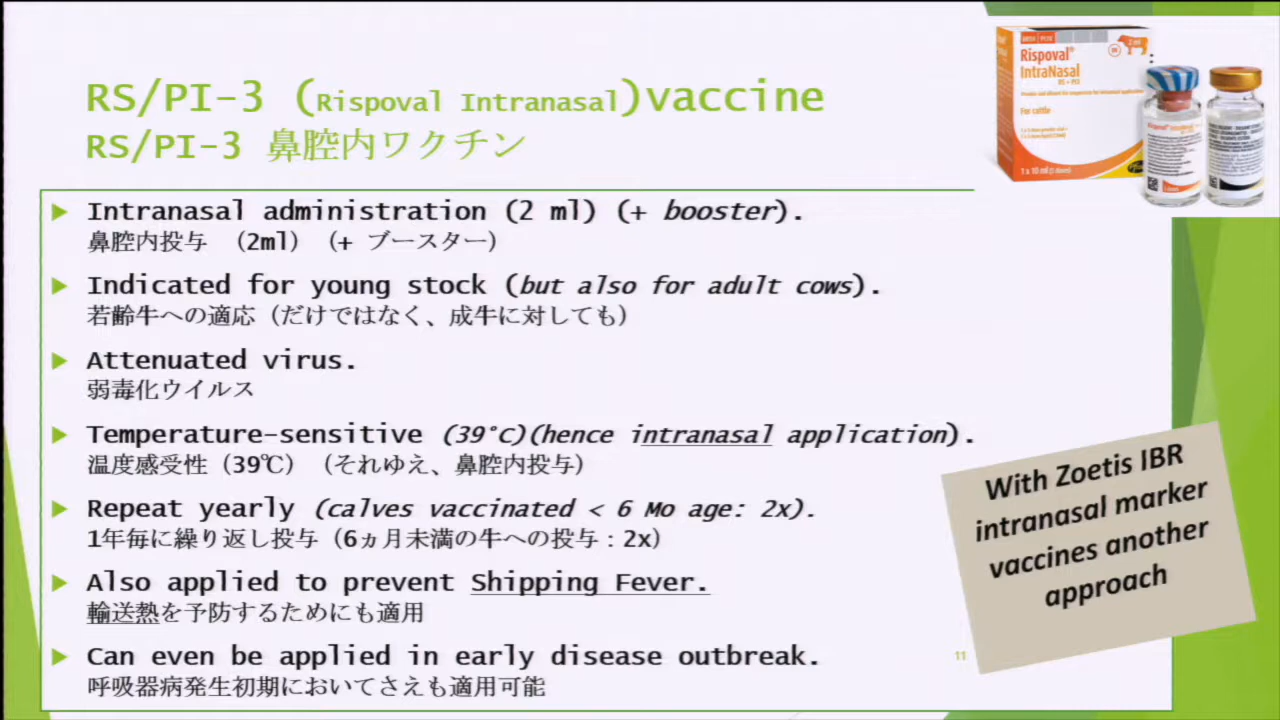 RS/PI-3 (Rispoval Intranasal)vaccine
RS/PI-3 鼻腔内ワクチン
Rispoval®
IntraNasal
RS + PI3
For cattle
1 x 10 ml
Intranasal administration (2 ml) (+ booster).
鼻腔内投与 （2ml）（+ ブースター）
Indicated for young stock (but also for adult cows).
若齢牛への適応（だけではなく、成牛に対しても）
Attenuated virus.
弱毒化ウイルス
Temperature-sensitive (39°C)(hence intranasal application).
温度感受性（39℃）（それゆえ、鼻腔内投与）
Repeat yearly (calves vaccinated < 6 Mo age: 2x).
1年毎に繰り返し投与（6ヵ月未満の牛への投与：2x）
Also applied to prevent Shipping Fever.
輸送熱を予防するためにも適用
Can even be applied in early disease outbreak.
呼吸器病発生初期においてさえも適用可能
With Zoetis IBR
intranasal marker
vaccines another
approach
11